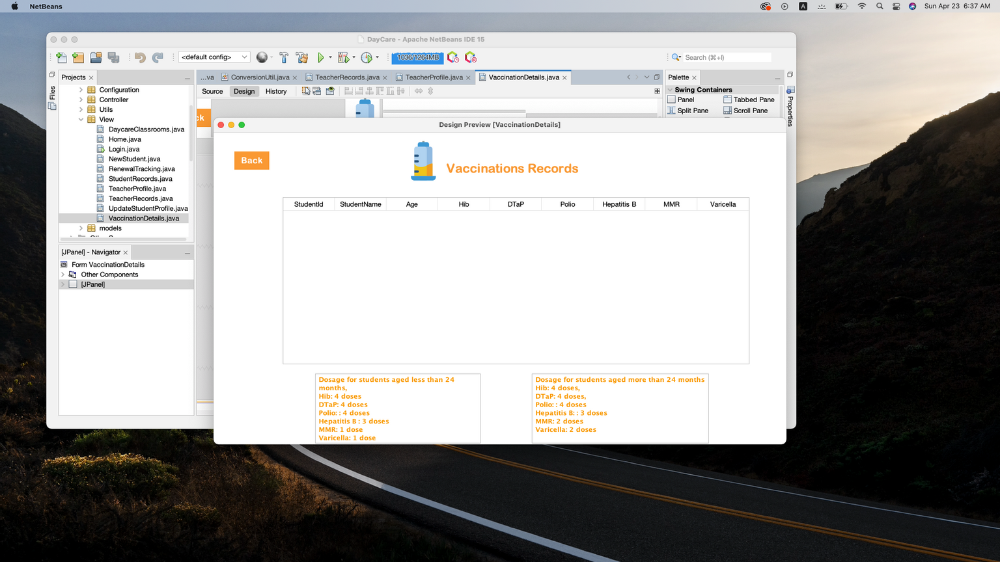 NetBeans
A
Sun Apr 23 6:37 AM
DayCare - Apache NetBeans IDE 15
<default config>
1036/1264MB
Search (⌘+I)
Projects
...va
ConversionUtil.java
TeacherRecords.java
TeacherProfile.java
VaccinationDetails.java
Palette
Files
Properties
Source
Design
History
Swing Containers
Panel
Tabbed Pane
Split Pane
Scroll Pane
Configuration
Controller
Utils
View
DaycareClassrooms.java
Home.java
Login.java
NewStudent.java
RenewalTracking.java
StudentRecords.java
TeacherProfile.java
TeacherRecords.java
UpdateStudentProfile.java
VaccinationDetails.java
models
[JPanel] - Navigator
Form VaccinationDetails
Other Components
[JPanel]
ck
Design Preview [VaccinationDetails]
Back
Vaccinations Records
StudentId StudentName Age Hib DTaP Polio Hepatitis B MMR Varicella
Dosage for students aged less than 24
months,
Hib: 4 doses
DTaP: 4 doses
Polio: : 4 doses
Hepatitis B : 3 doses
MMR: 1 dose
Varicella: 1 dose
Dosage for students aged more than 24 months
Hib: 4 doses,
DTaP: 4 doses,
Polio: : 4 doses
Hepatitis B: : 3 doses
MMR: 2 doses
Varicella: 2 doses